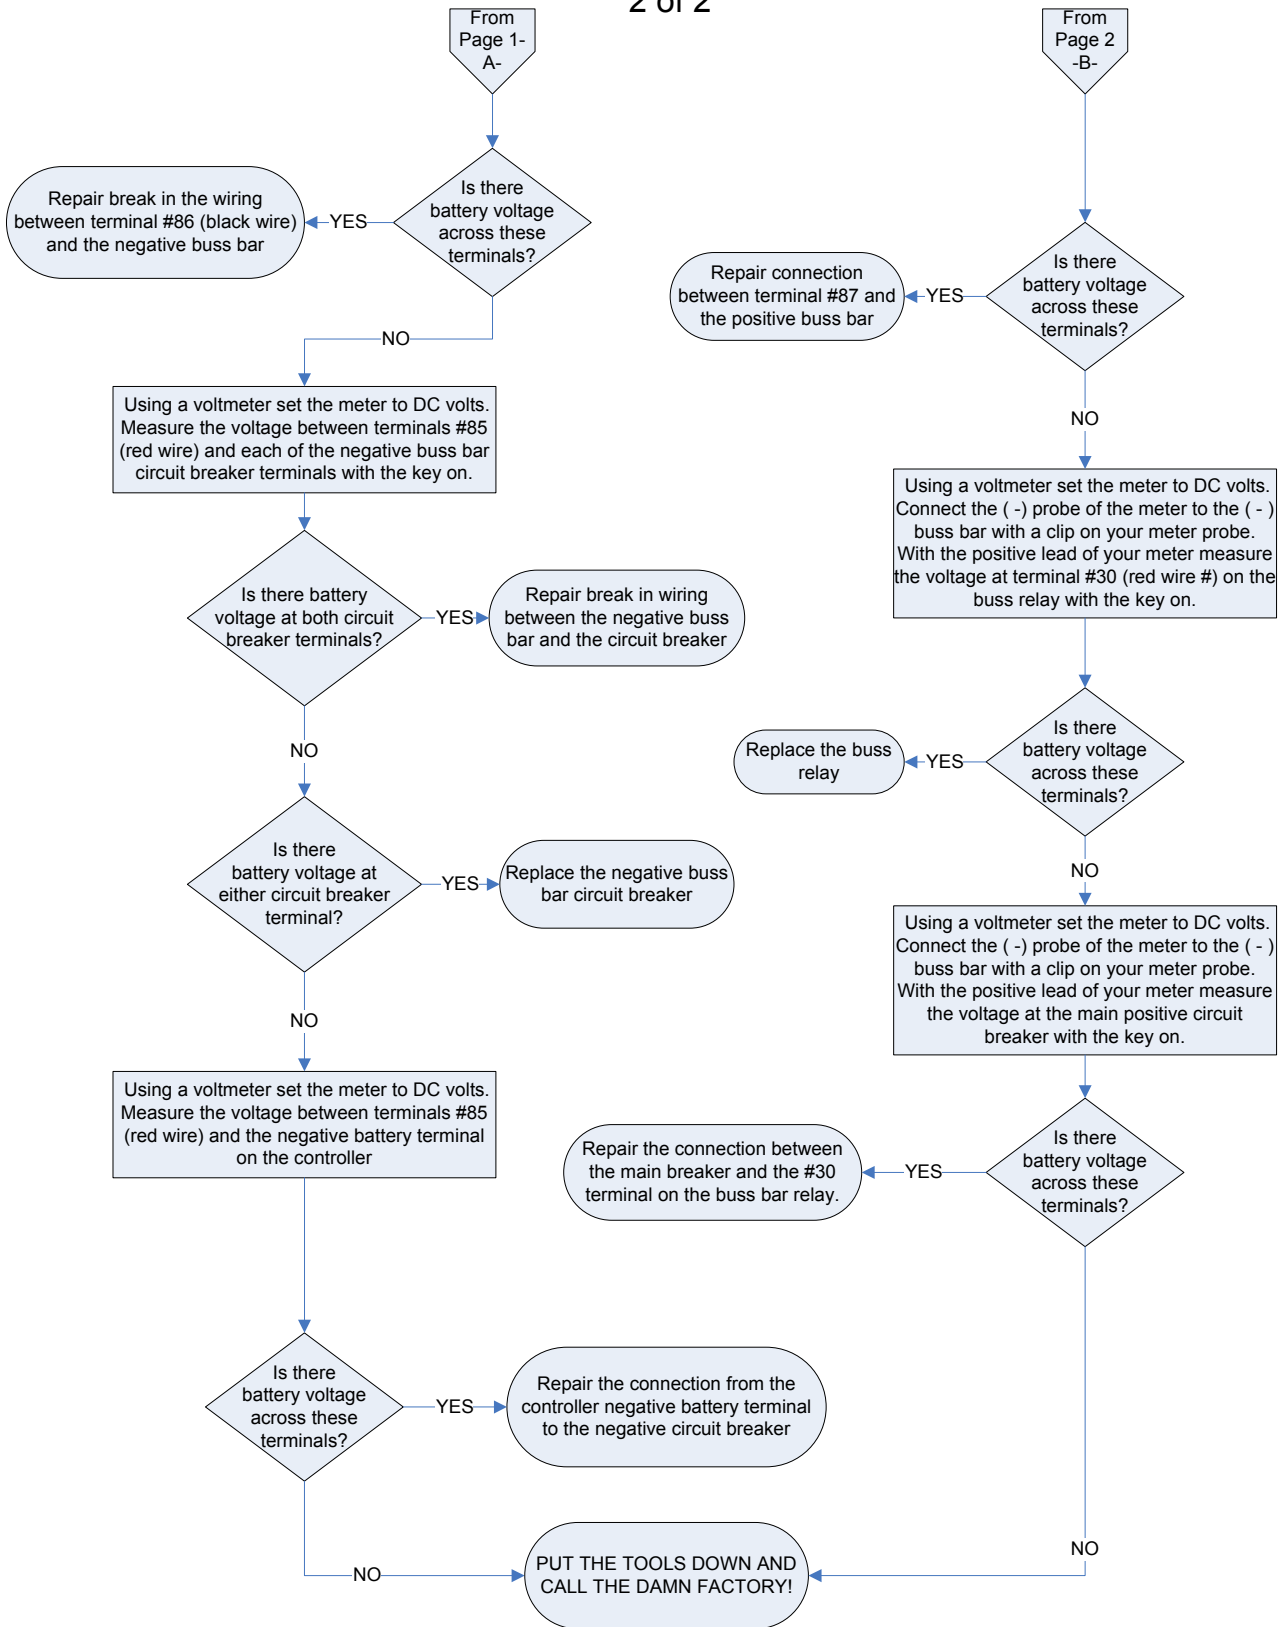 2 of 2
From
Page 1-
A-
Is there
battery voltage
across these
terminals?
YES
Repair break in the wiring
between terminal #86 (black wire)
and the negative buss bar
NO
Using a voltmeter set the meter to DC volts.
Measure the voltage between terminals #85
(red wire) and each of the negative buss bar
circuit breaker terminals with the key on.
Is there battery
voltage at both circuit
breaker terminals?
YES
Repair break in wiring
between the negative buss
bar and the circuit breaker
NO
Is there
battery voltage at
either circuit breaker
terminal?
YES
Replace the negative buss
bar circuit breaker
NO
Using a voltmeter set the meter to DC volts.
Measure the voltage between terminals #85
(red wire) and the negative battery terminal
on the controller
Is there
battery voltage
across these
terminals?
YES
Repair the connection from the
controller negative battery terminal
to the negative circuit breaker
NO
PUT THE TOOLS DOWN AND
CALL THE DAMN FACTORY!
From
Page 2
-B-
Is there
battery voltage
across these
terminals?
YES
Repair connection
between terminal #87 and
the positive buss bar
NO
Using a voltmeter set the meter to DC volts.
Connect the ( -) probe of the meter to the ( - )
buss bar with a clip on your meter probe.
With the positive lead of your meter measure
the voltage at terminal #30 (red wire #) on the
buss relay with the key on.
Is there
battery voltage
across these
terminals?
YES
Replace the buss
relay
NO
Using a voltmeter set the meter to DC volts.
Connect the ( -) probe of the meter to the ( - )
buss bar with a clip on your meter probe.
With the positive lead of your meter measure
the voltage at the main positive circuit
breaker with the key on.
Is there
battery voltage
across these
terminals?
YES
Repair the connection between
the main breaker and the #30
terminal on the buss bar relay.
NO